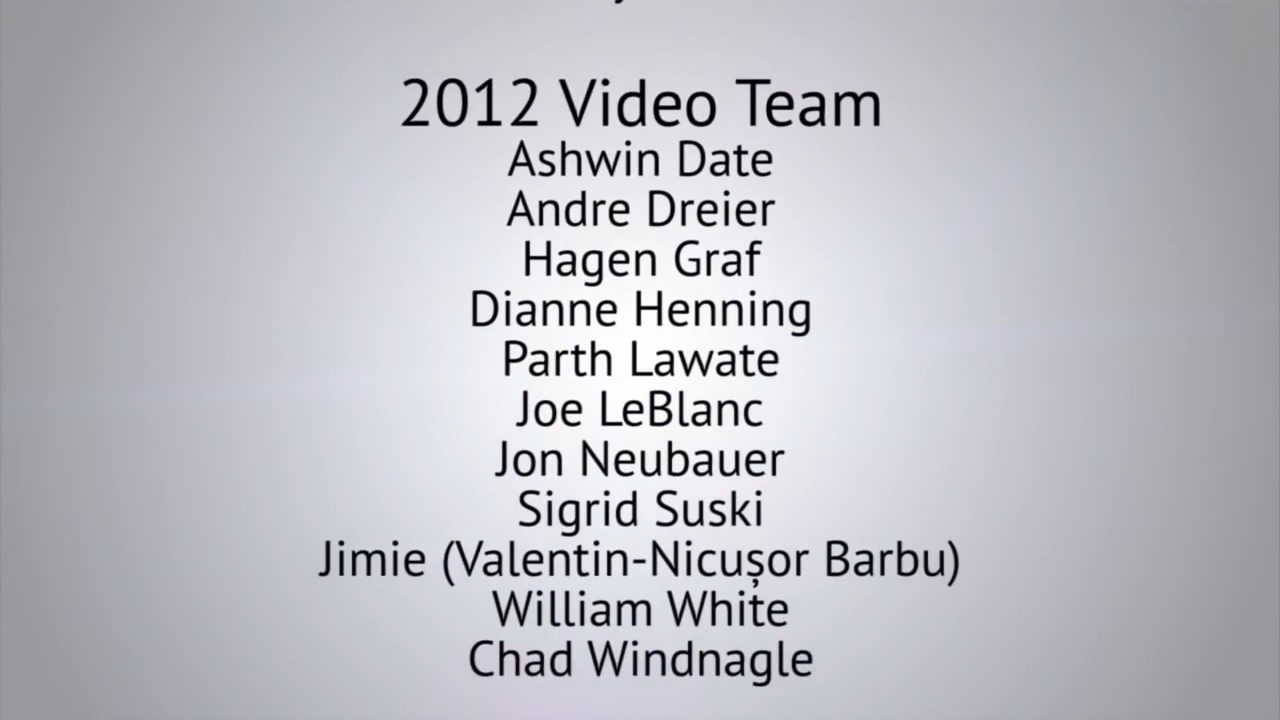 2012 Video Team
Ashwin Date
Andre Dreier
Hagen Graf
Dianne Henning
Parth Lawate
Joe LeBlanc
Jon Neubauer
Sigrid Suski
Jimie (Valentin-Nicușor Barbu)
William White
Chad Windnagle